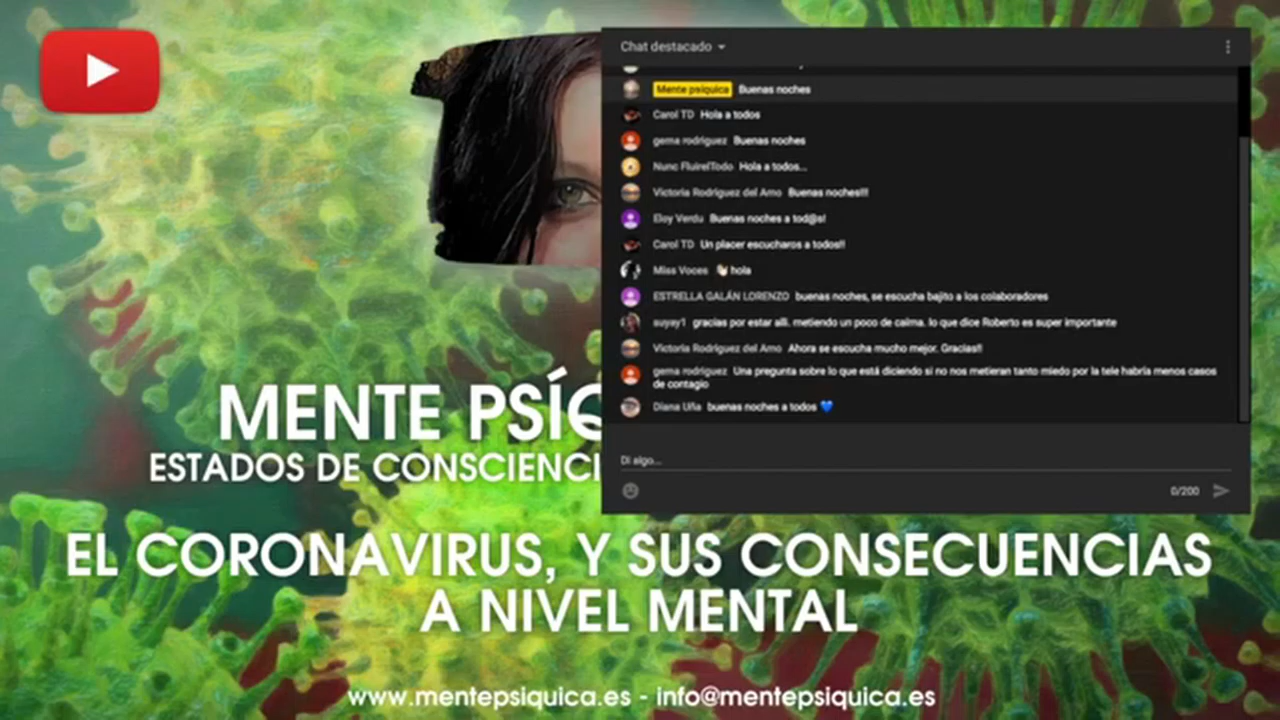 Chat destacado
Mente psíquica Buenas noches
Carol TD Hola a todos
gema rodriguez Buenas noches
Nunc FluirelTodo Hola a todos...
Victoria Rodriguez del Amo Buenas noches!!!
Eloy Verdu Buenas noches a tod@s!
Carol TD Un placer escucharos a todos!!
Miss Voces 👋 hola
ESTRELLA GALÁN LORENZO buenas noches, se escucha bajito a los colaboradores
suyay1 gracias por estar alli. metiendo un poco de calma. lo que dice Roberto es super importante
Victoria Rodriguez del Amo Ahora se escucha mucho mejor. Gracias!!
gema rodriguez Una pregunta sobre lo que está diciendo si no nos metieran tanto miedo por la tele habría menos casos
de contagio
Diana Uña buenas noches a todos 💙
Di algo...
0/200
MENTE PSÍ
ESTADOS DE CONSCIENCI
EL CORONAVIRUS, Y SUS CONSECUENCIAS
A NIVEL MENTAL
www.mentepsiquica.es - info@mentepsiquica.es